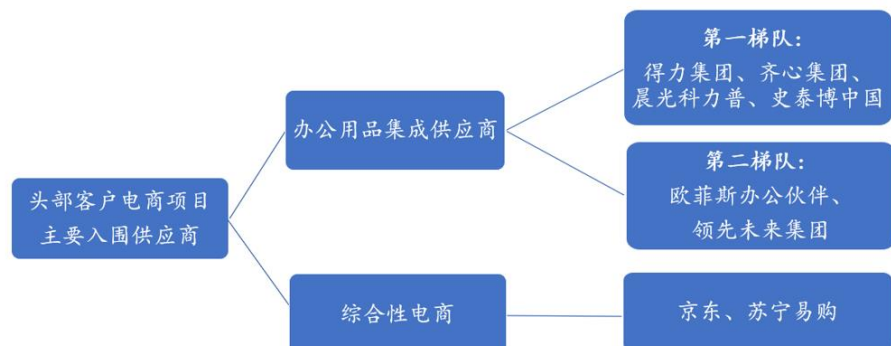 头部客户电商项目
主要入围供应商
办公用品集成供应商
第一梯队：
得力集团、齐心集团、
晨光科力普、史泰博中国
第二梯队：
欧菲斯办公伙伴、
领先未来集团
综合性电商
京东、苏宁易购